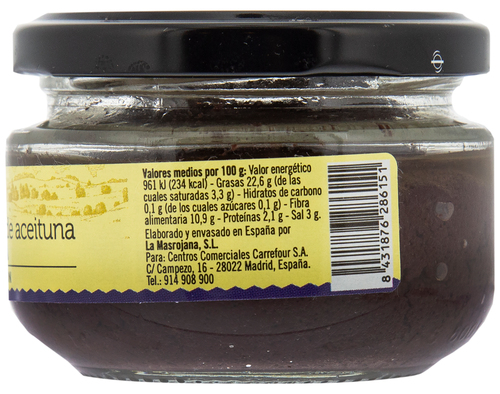 e aceituna
Valores medios por 100 g: Valor energético
961 kJ (234 kcal) - Grasas 22,6 g (de las
cuales saturadas 3,3 g) - Hidratos de carbono
0,1 g (de los cuales azúcares 0,1 g) - Fibra
alimentaria 10,9 g - Proteínas 2,1 g - Sal 3 g.
Elaborado y envasado en España por
La Masrojana, S.L.
Para: Centros Comerciales Carrefour S.A.
C/ Campezo, 16 - 28022 Madrid, España.
Tel.: 914 908 900
8 431876 286151